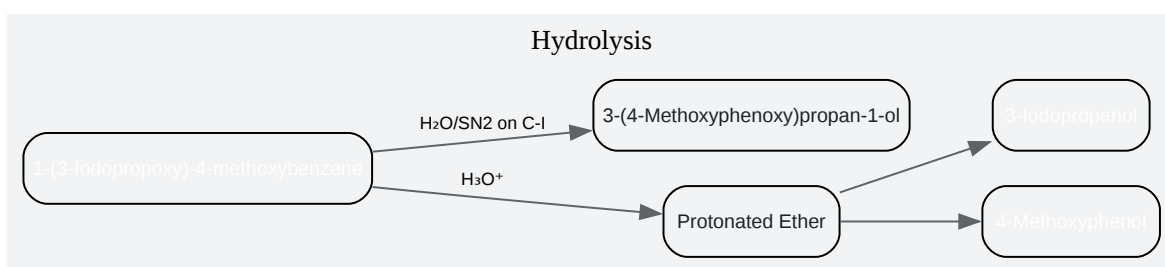 Hydrolysis
1-(3-Iodopropoxy)-4-methoxybenzene
H₂O/SN2 on C-I
3-(4-Methoxyphenoxy)propan-1-ol
H₃O⁺
Protonated Ether
3-Iodopropanol
4-Methoxyphenol